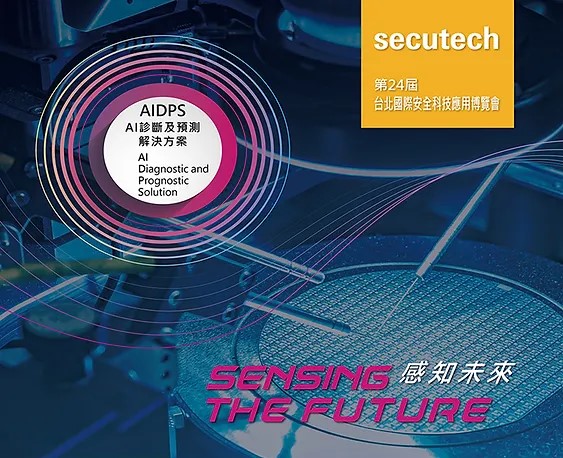 secutech
第24屆
台北國際安全科技應用博覽會
AIDPS
AI診斷及預測
解決方案
AI
Diagnostic and
Prognostic
Solution
SENSING 感知未來
THE FUTURE